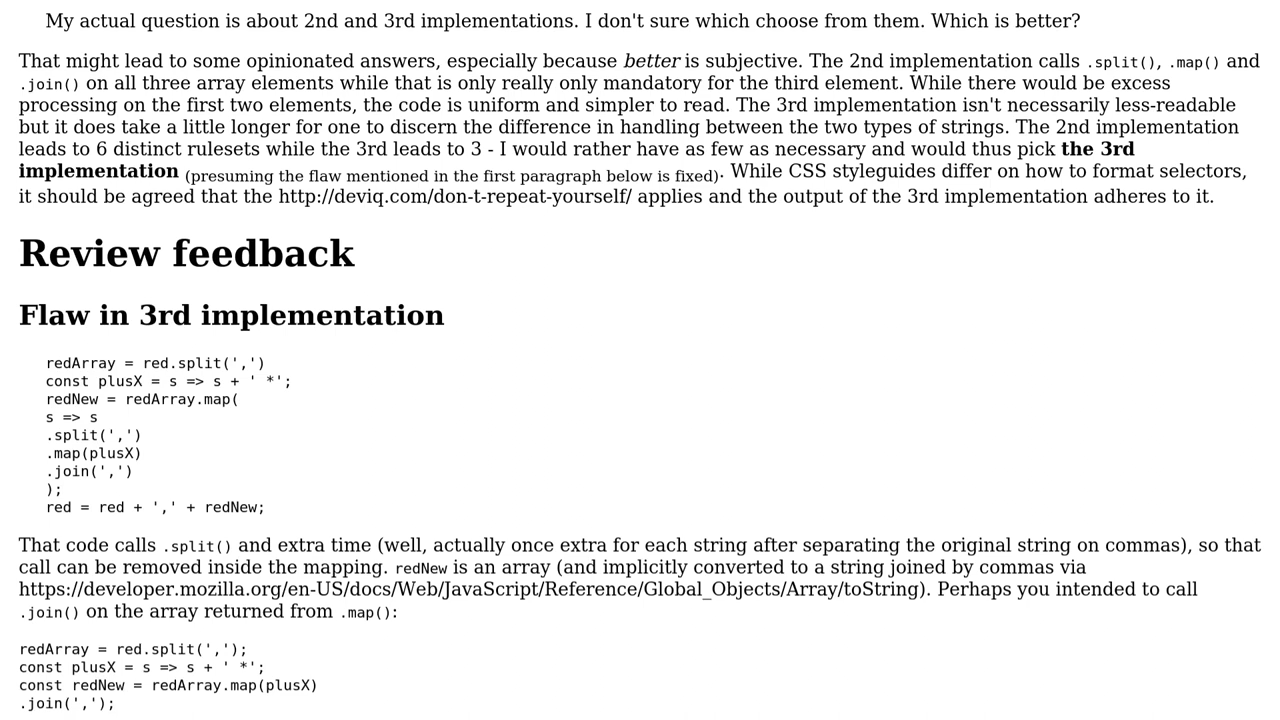 My actual question is about 2nd and 3rd implementations. I don't sure which choose from them. Which is better?
That might lead to some opinionated answers, especially because better is subjective. The 2nd implementation calls .split(), .map() and
.join() on all three array elements while that is only really only mandatory for the third element. While there would be excess
processing on the first two elements, the code is uniform and simpler to read. The 3rd implementation isn't necessarily less-readable
but it does take a little longer for one to discern the difference in handling between the two types of strings. The 2nd implementation
leads to 6 distinct rulesets while the 3rd leads to 3 - I would rather have as few as necessary and would thus pick the 3rd
implementation (presuming the flaw mentioned in the first paragraph below is fixed). While CSS styleguides differ on how to format selectors,
it should be agreed that the http://deviq.com/don-t-repeat-yourself/ applies and the output of the 3rd implementation adheres to it.
Review feedback
Flaw in 3rd implementation
redArray = red.split(',')
const plusX = s => s + ' *';
redNew = redArray.map(
s => s
.split(',')
.map(plusX)
.join(',')
);
red = red + ',' + redNew;
That code calls .split() and extra time (well, actually once extra for each string after separating the original string on commas), so that
call can be removed inside the mapping. redNew is an array (and implicitly converted to a string joined by commas via
https://developer.mozilla.org/en-US/docs/Web/JavaScript/Reference/Global_Objects/Array/toString). Perhaps you intended to call
.join() on the array returned from .map():
redArray = red.split(',');
const plusX = s => s + ' *';
const redNew = redArray.map(plusX)
.join(',');